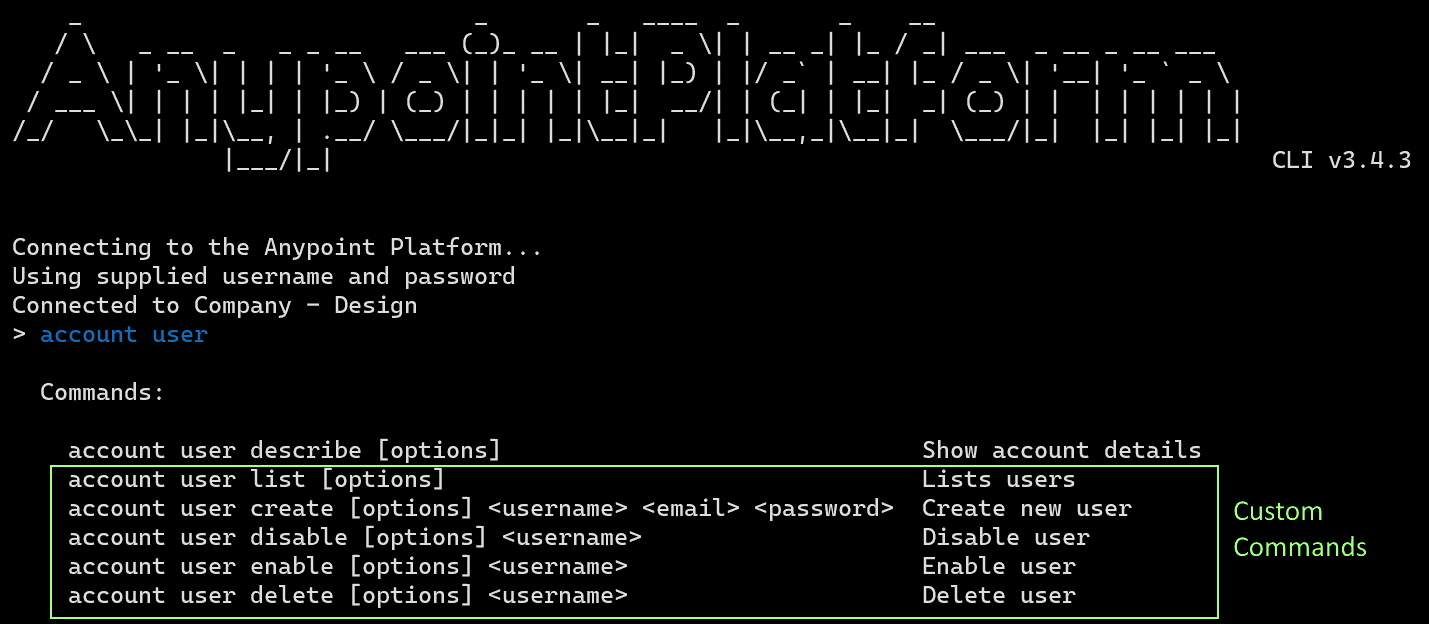 AnypointPlatform
CLI v3.4.3
Connecting to the Anypoint Platform...
Using supplied username and password
Connected to Company - Design
> account user
Commands:
account user describe [options] Show account details
account user list [options] Lists users
account user create [options] <username> <email> <password> Create new user
account user disable [options] <username> Disable user
account user enable [options] <username> Enable user
account user delete [options] <username> Delete user
Custom
Commands